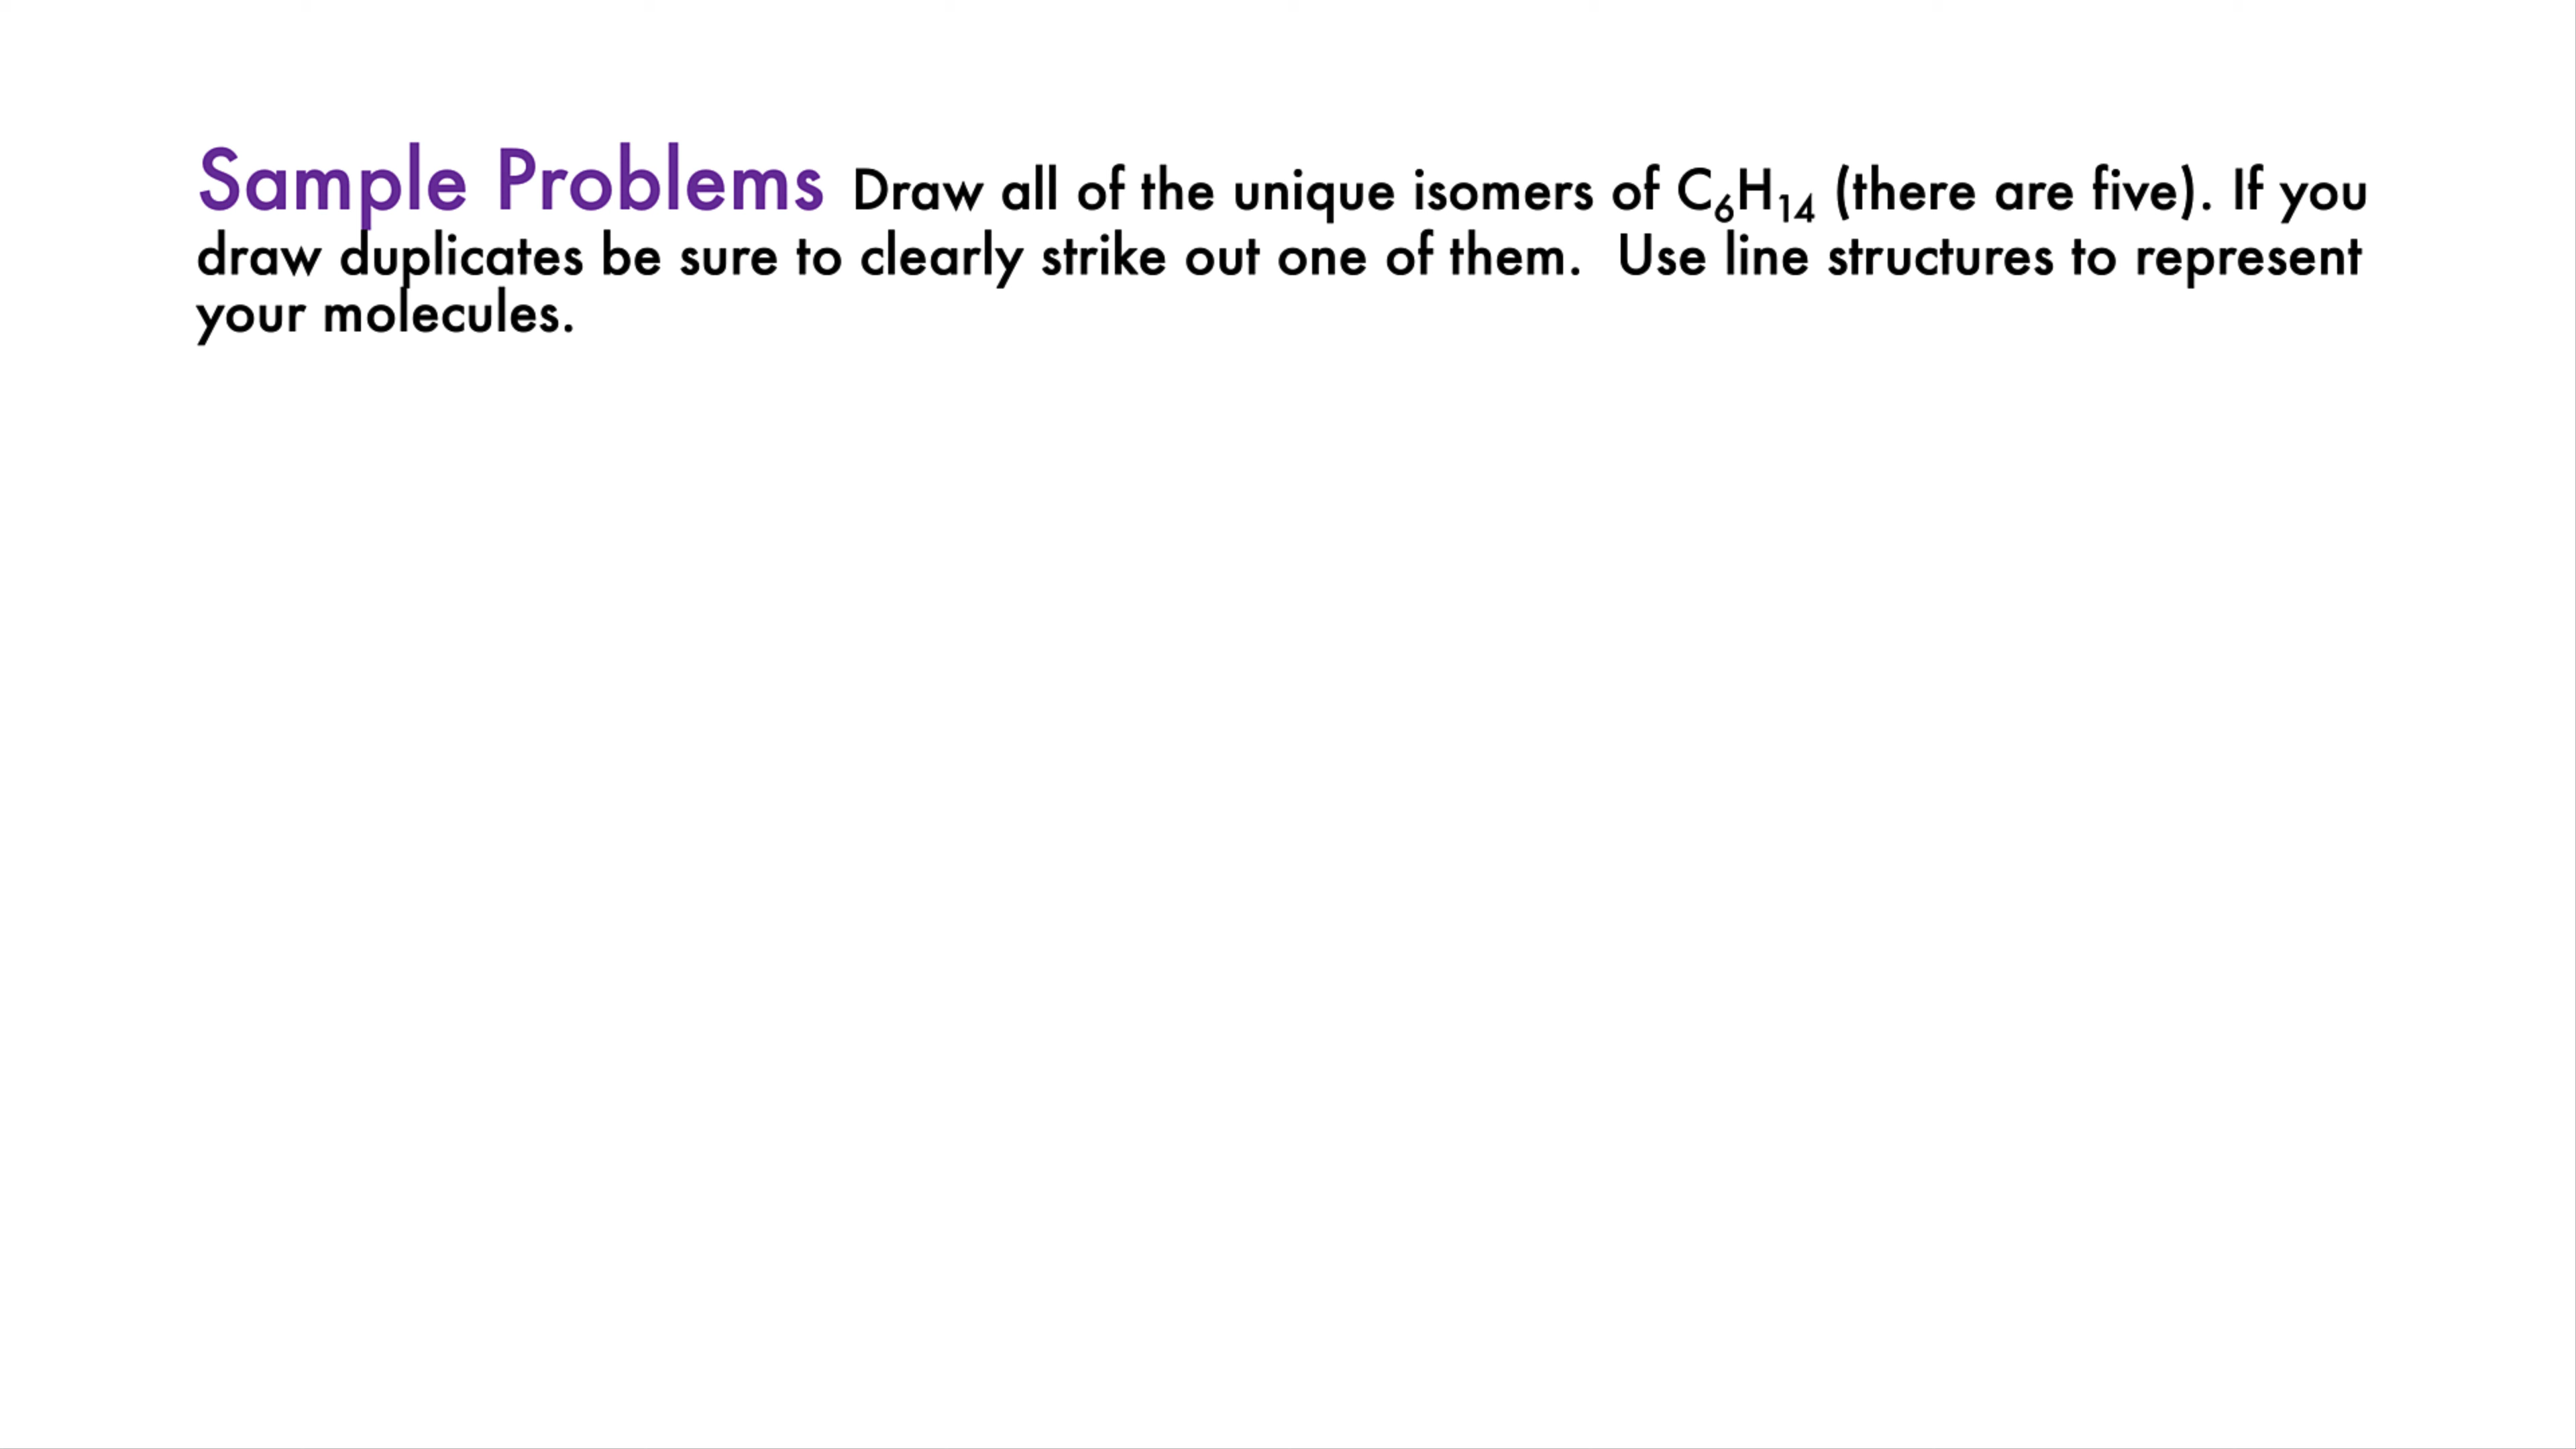 Sample Problems Draw all of the unique isomers of C₆H₁₄ (there are five). If you
draw duplicates be sure to clearly strike out one of them.  Use line structures to represent
your molecules.